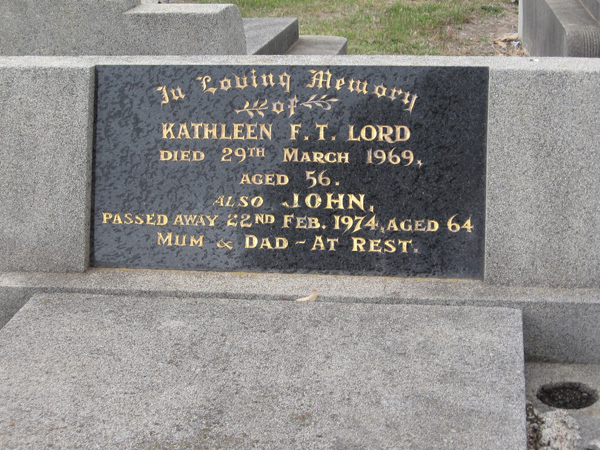 In Loving Memory
of
KATHLEEN F. T. LORD
DIED 29TH MARCH 1969,
AGED 56.
ALSO JOHN,
PASSED AWAY 22ND FEB. 1974, AGED 64
MUM & DAD - AT REST.